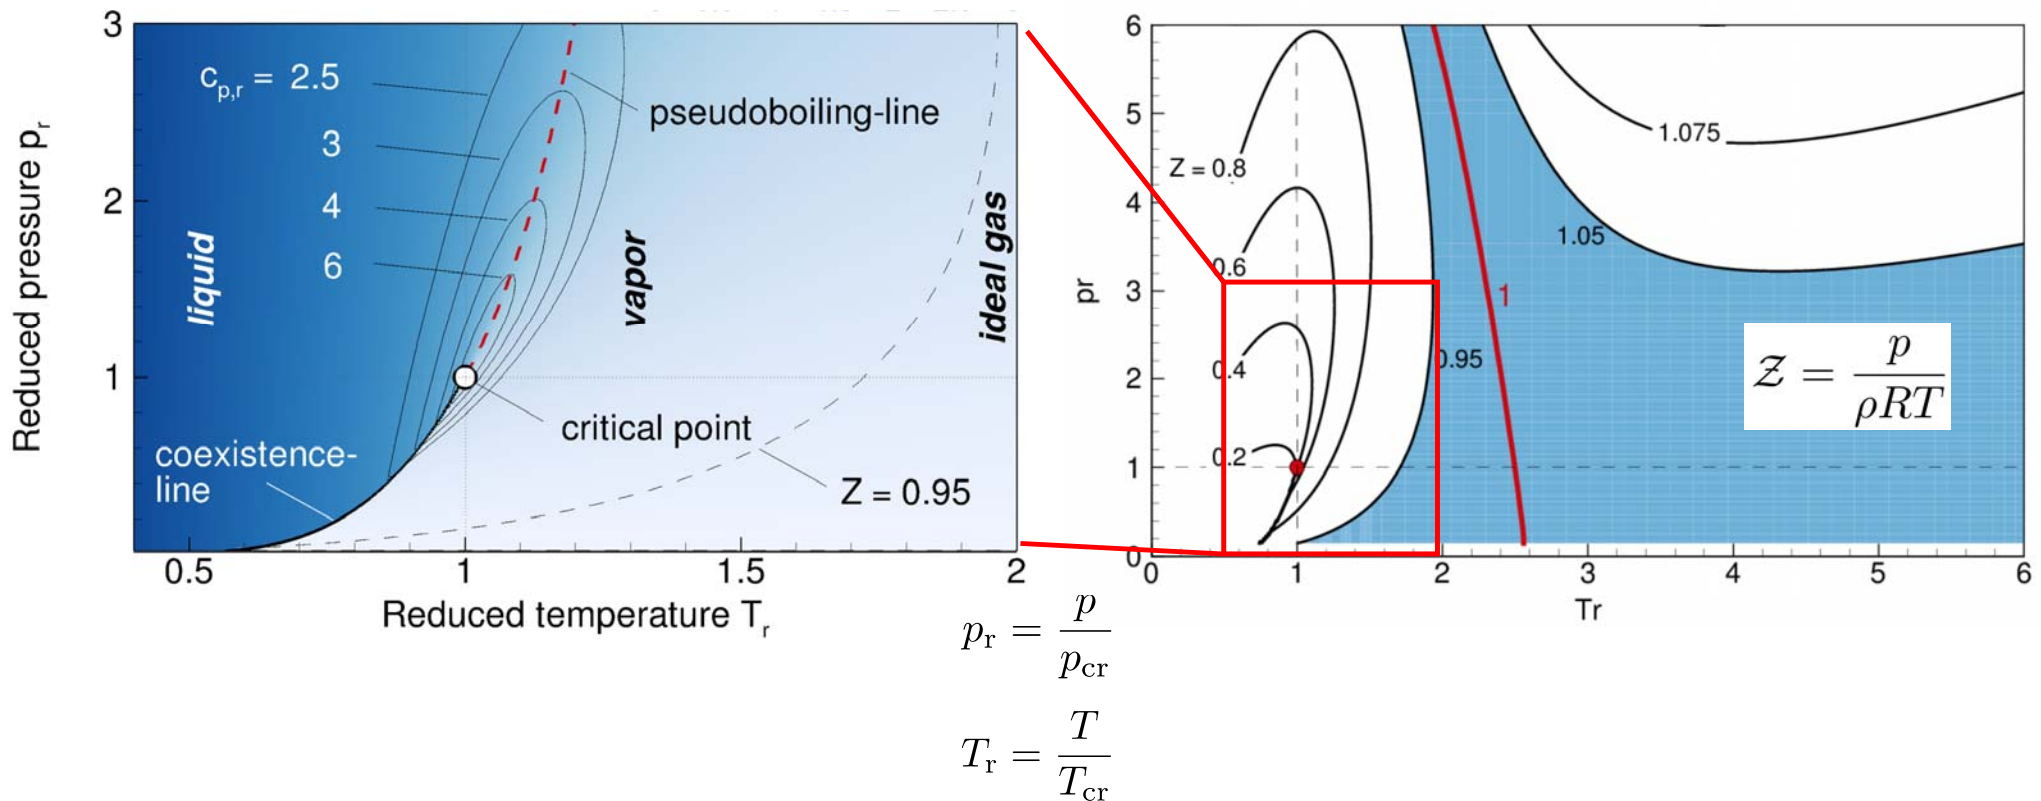 3
2
1
Reduced pressure p_r
c_{p,r} = 2.5
3
4
6
liquid
pseudoboiling-line
vapor
ideal gas
critical point
coexistence-
line
Z = 0.95
0.5
1
1.5
2
Reduced temperature T_r
6
5
4
3
2
1
0
pr
Z = 0.8
0.6
0.4
0.2
1.075
1.05
1
0.95
Z = p / ρRT
0
1
2
3
4
5
6
Tr
p_r = p / p_cr
T_r = T / T_cr